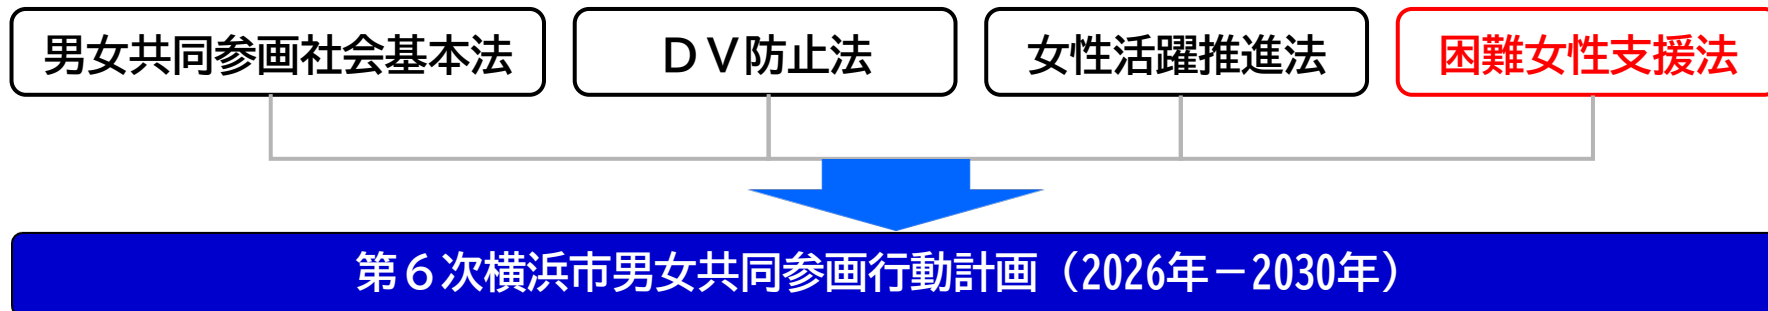 男女共同参画社会基本法
ＤＶ防止法
女性活躍推進法
困難女性支援法
第６次横浜市男女共同参画行動計画（2026年－2030年）